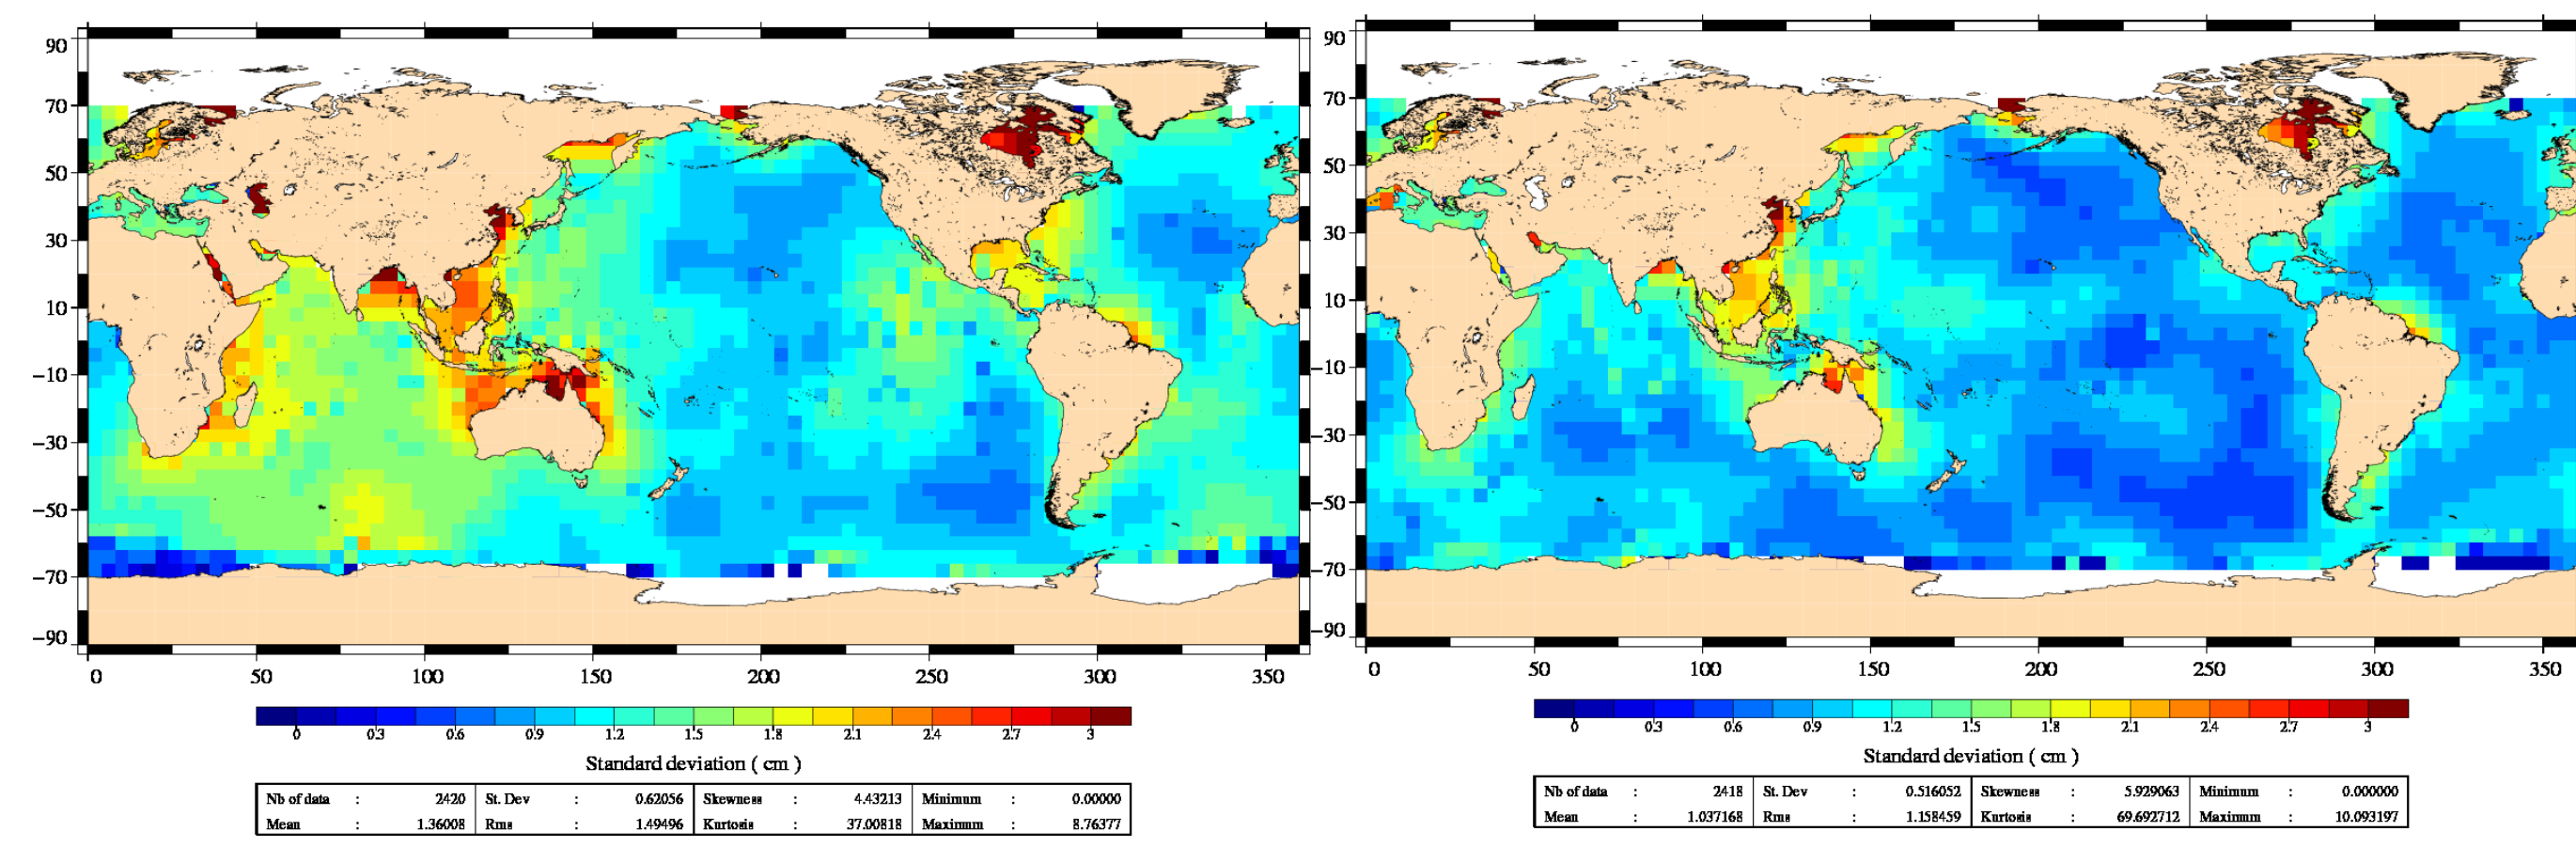 90
70
50
30
10
−10
−30
−50
−70
−90
0 50 100 150 200 250 300 350
0 0.3 0.6 0.9 1.2 1.5 1.8 2.1 2.4 2.7 3
Standard deviation ( cm )
Nb of data : 2420 St. Dev : 0.62056 Skewness : 4.43213 Minimum : 0.00000
Mean : 1.36008 Rms : 1.49496 Kurtosis : 37.00818 Maximum : 8.76377
90
70
50
30
10
−10
−30
−50
−70
−90
0 50 100 150 200 250 300 350
0 0.3 0.6 0.9 1.2 1.5 1.8 2.1 2.4 2.7 3
Standard deviation ( cm )
Nb of data : 2418 St. Dev : 0.516052 Skewness : 5.929063 Minimum : 0.000000
Mean : 1.037168 Rms : 1.158459 Kurtosis : 69.692712 Maximum : 10.093197